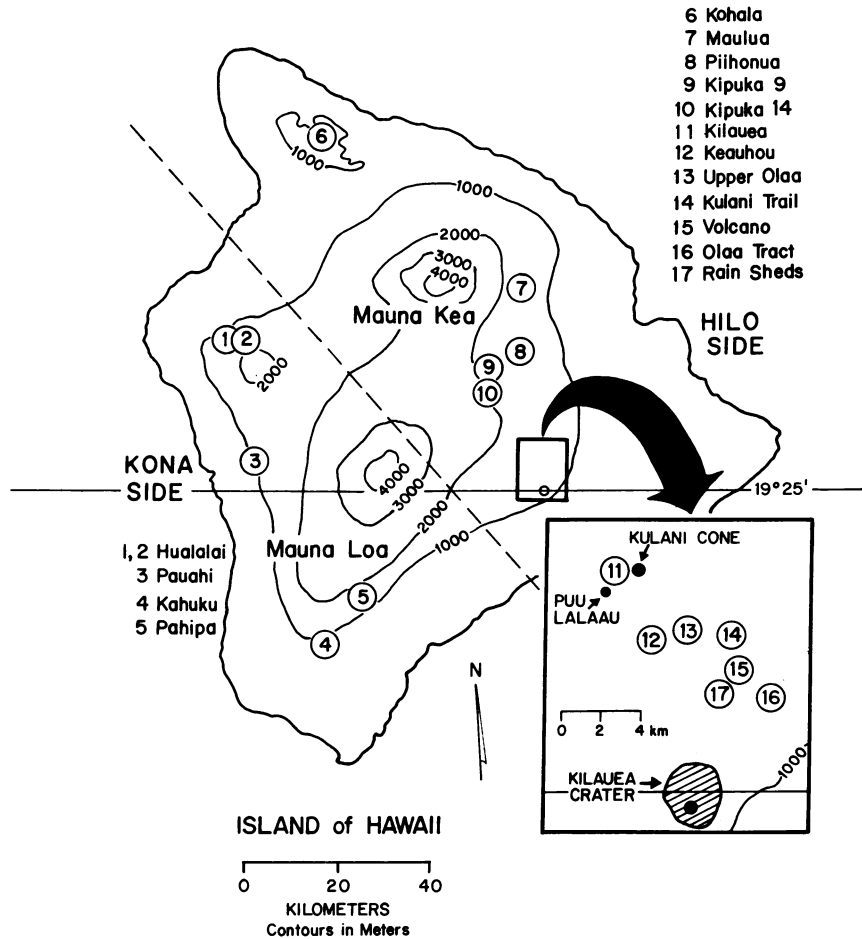 6 Kohala
7 Maulua
8 Piihonua
9 Kipuka 9
10 Kipuka 14
11 Kilauea
12 Keauhou
13 Upper Olaa
14 Kulani Trail
15 Volcano
16 Olaa Tract
17 Rain Sheds
6
1000
1000
2000
3000
4000
7
Mauna Kea
HILO
SIDE
1
2
8
2000
9
10
3
KONA
SIDE
4000
3000
19° 25'
2000
1000
Mauna Loa
1, 2 Hualalai
3 Pauahi
4 Kahuku
5 Pahipa
5
4
N
KULANI CONE
11
PUU
LALAAU
12
13
14
15
17
16
0 2 4 km
KILAUEA
CRATER
1000
ISLAND of HAWAII
0 20 40
KILOMETERS
Contours in Meters